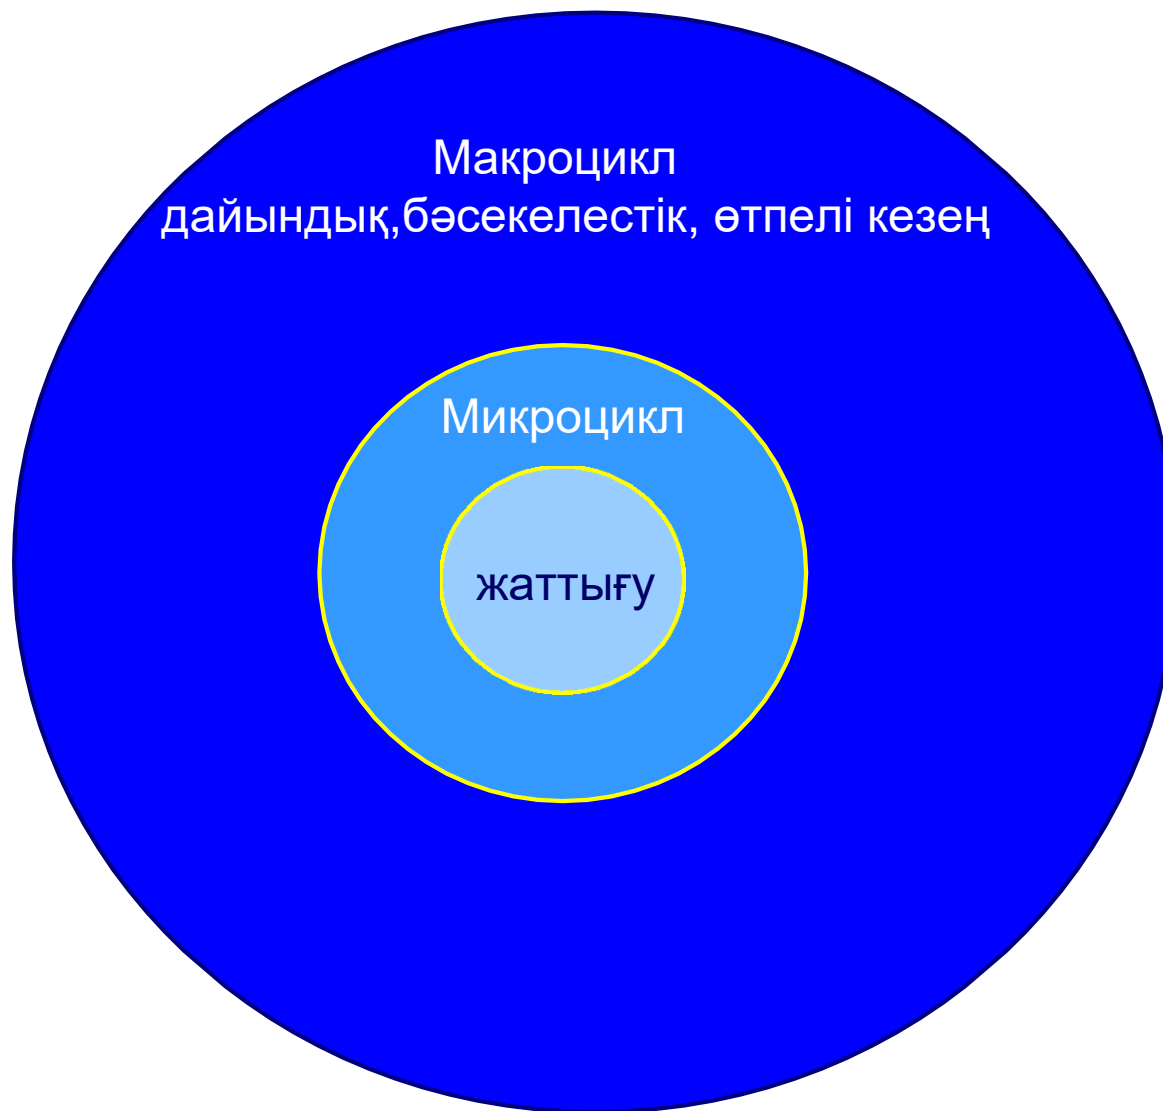 Макроцикл
дайындық,бәсекелестік, өтпелі кезең
Микроцикл
жаттығу